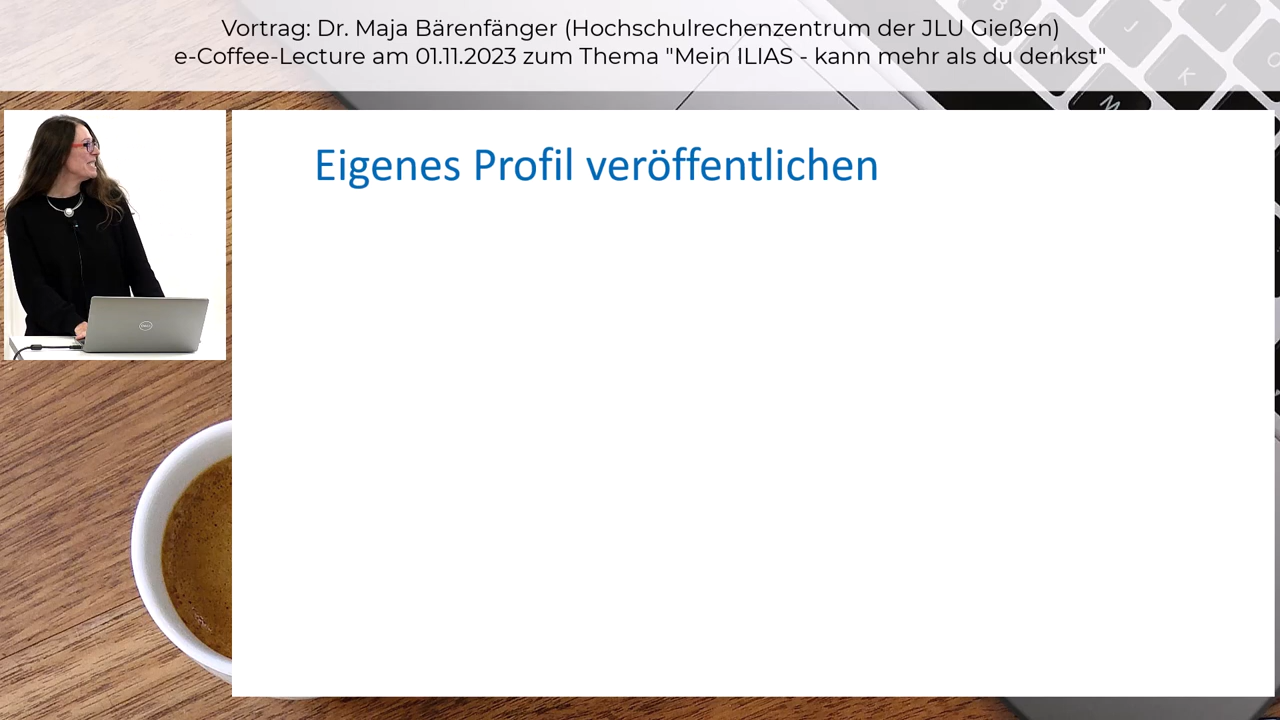 Vortrag: Dr. Maja Bärenfänger (Hochschulrechenzentrum der JLU Gießen)
e-Coffee-Lecture am 01.11.2023 zum Thema "Mein ILIAS - kann mehr als du denkst"
B
J
I
K
M
Eigenes Profil veröffentlichen
DELL